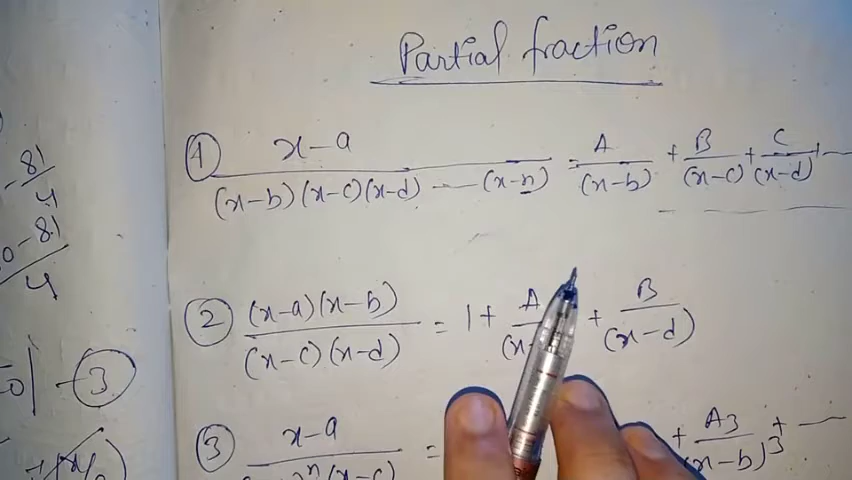 Partial fraction
① x-a / (x-b)(x-c)(x-d) --- (x-n) = A/(x-b) + B/(x-c) + C/(x-d) + ---
② (x-a)(x-b) / (x-c)(x-d) = 1 + A/(x + B/(x-d)
③ x-a / )ⁿ(x-c) = + A3/(x-b)³ + ---
-81/4
0-81/4
-3